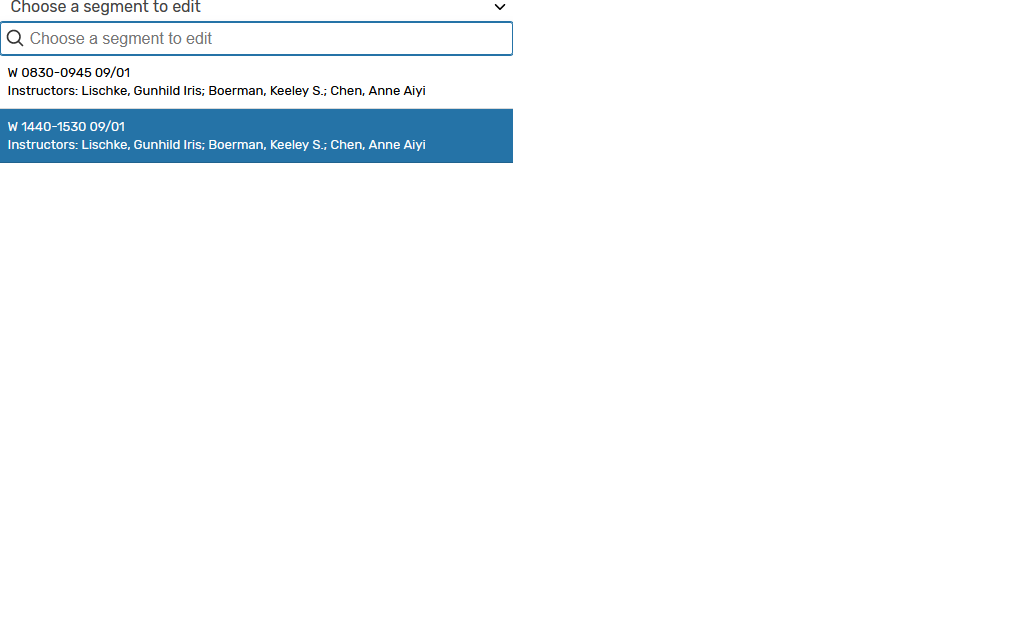 Choose a segment to edit
Choose a segment to edit
W 0830-0945 09/01
Instructors: Lischke, Gunhild Iris; Boerman, Keeley S.; Chen, Anne Aiyi
W 1440-1530 09/01
Instructors: Lischke, Gunhild Iris; Boerman, Keeley S.; Chen, Anne Aiyi